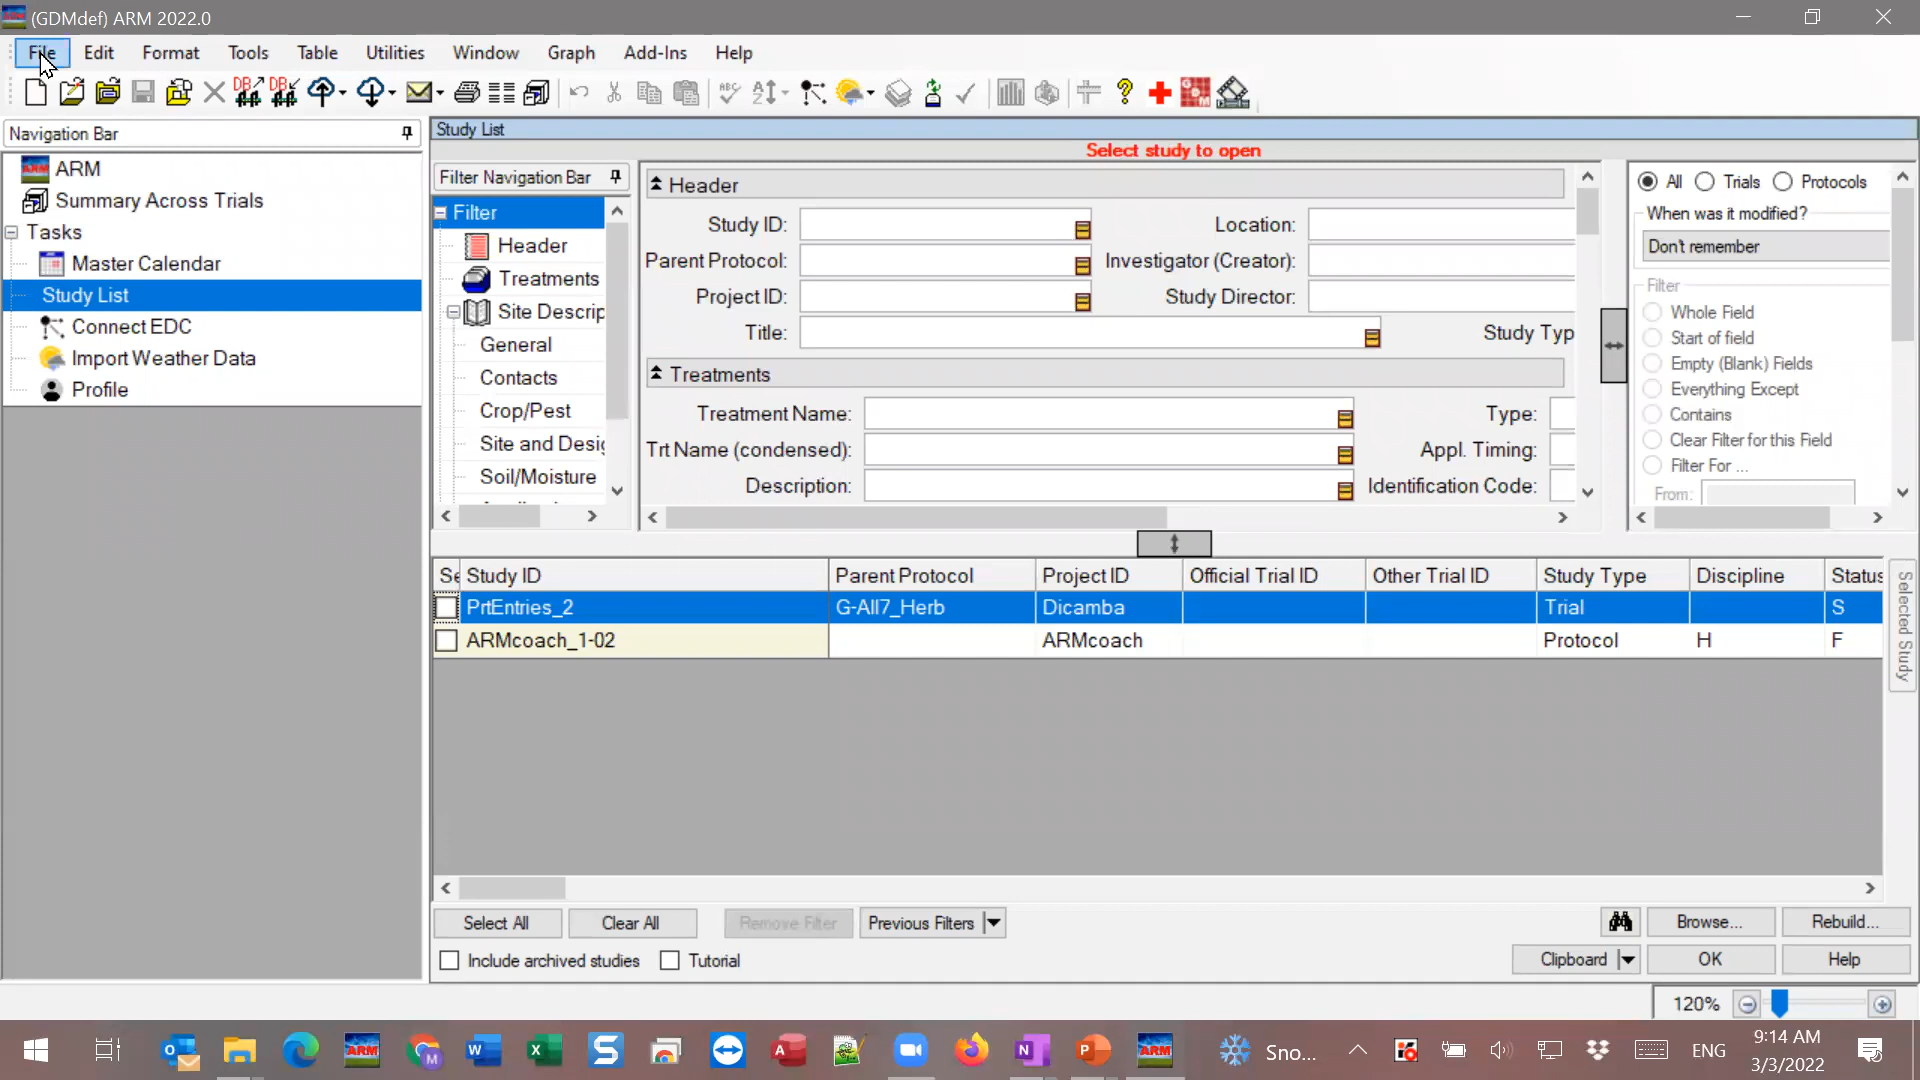 (GDMdef) ARM 2022.0
File Edit Format Tools Table Utilities Window Graph Add-Ins Help
Navigation Bar
ARM
Summary Across Trials
Tasks
Master Calendar
Study List
Connect EDC
Import Weather Data
Profile
Study List
Select study to open
Filter Navigation Bar
Filter
Header
Treatments
Site Descrip
General
Contacts
Crop/Pest
Site and Desig
Soil/Moisture
Header
Study ID: Location:
Parent Protocol: Investigator (Creator):
Project ID: Study Director:
Title: Study Typ
Treatments
Treatment Name: Type:
Trt Name (condensed): Appl. Timing:
Description: Identification Code:
All Trials Protocols
When was it modified?
Don't remember
Filter
Whole Field
Start of field
Empty (Blank) Fields
Everything Except
Contains
Clear Filter for this Field
Filter For ...
From:
Se Study ID Parent Protocol Project ID Official Trial ID Other Trial ID Study Type Discipline Status
PrtEntries_2 G-All7_Herb Dicamba Trial S
ARMcoach_1-02 ARMcoach Protocol H F
Selected Study
Select All Clear All Remove Filter Previous Filters Browse... Rebuild...
Include archived studies Tutorial Clipboard OK Help
120%
Sno... ENG 9:14 AM
3/3/2022